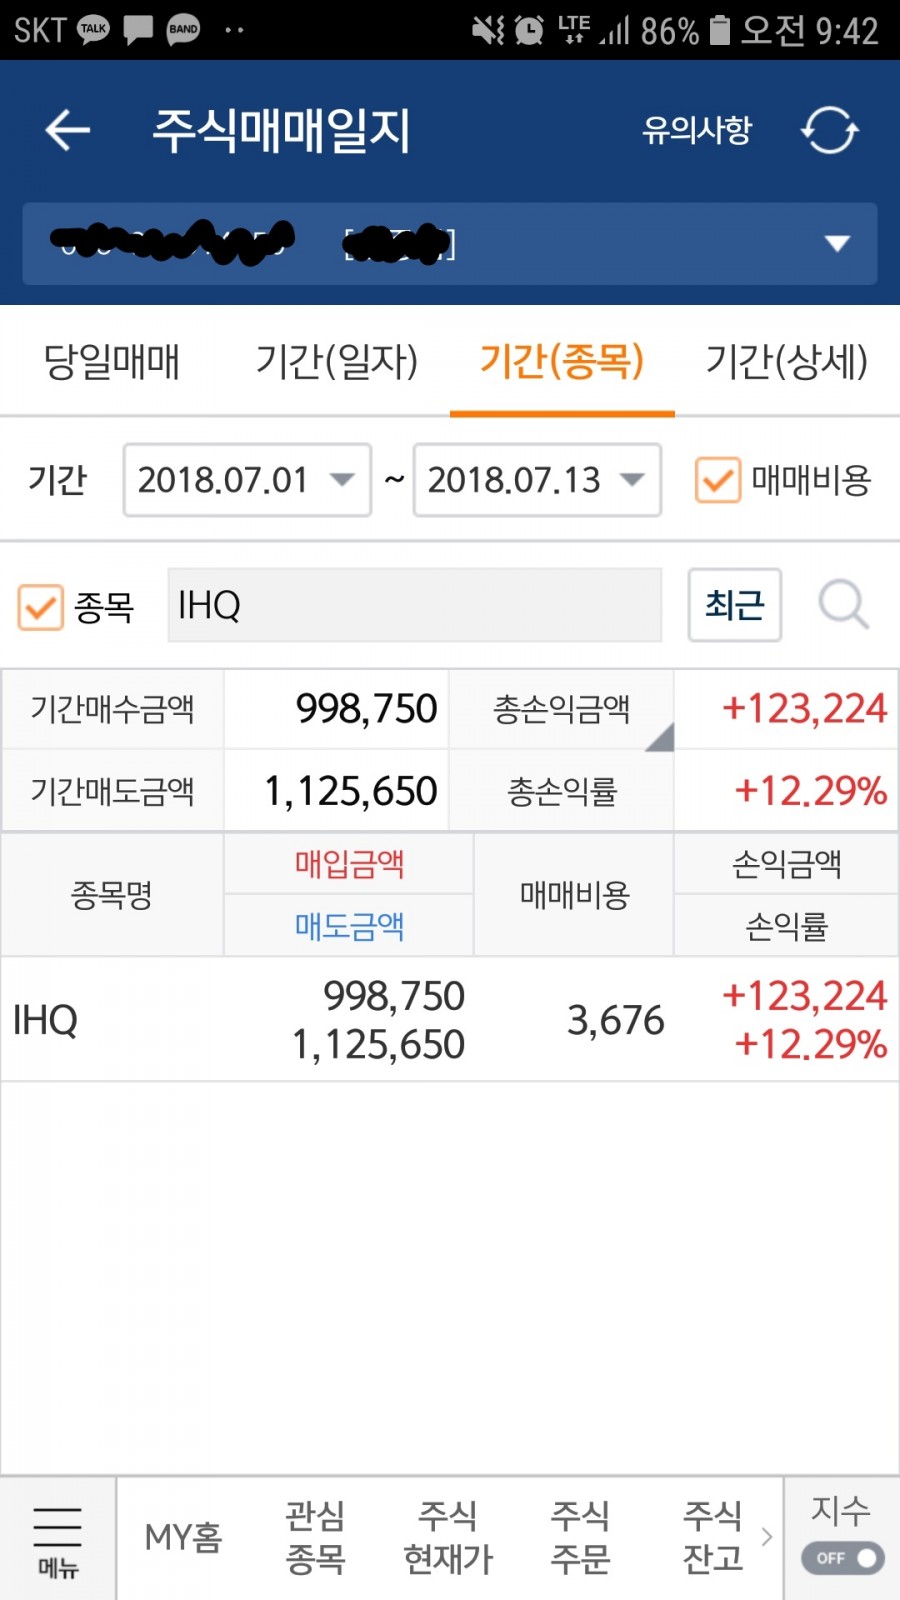 SKT TALK BAND LTE 86% 오전 9:42
주식매매일지 유의사항
당일매매 기간(일자) 기간(종목) 기간(상세)
기간 2018.07.01 ~ 2018.07.13 매매비용
종목 IHQ 최근
기간매수금액 998,750 총손익금액 +123,224
기간매도금액 1,125,650 총손익률 +12.29%
종목명 매입금액 매매비용 손익금액
매도금액 손익률
IHQ 998,750 3,676 +123,224
1,125,650 +12.29%
메뉴 MY홈 관심 종목 주식 현재가 주식 주문 주식 잔고 지수 OFF